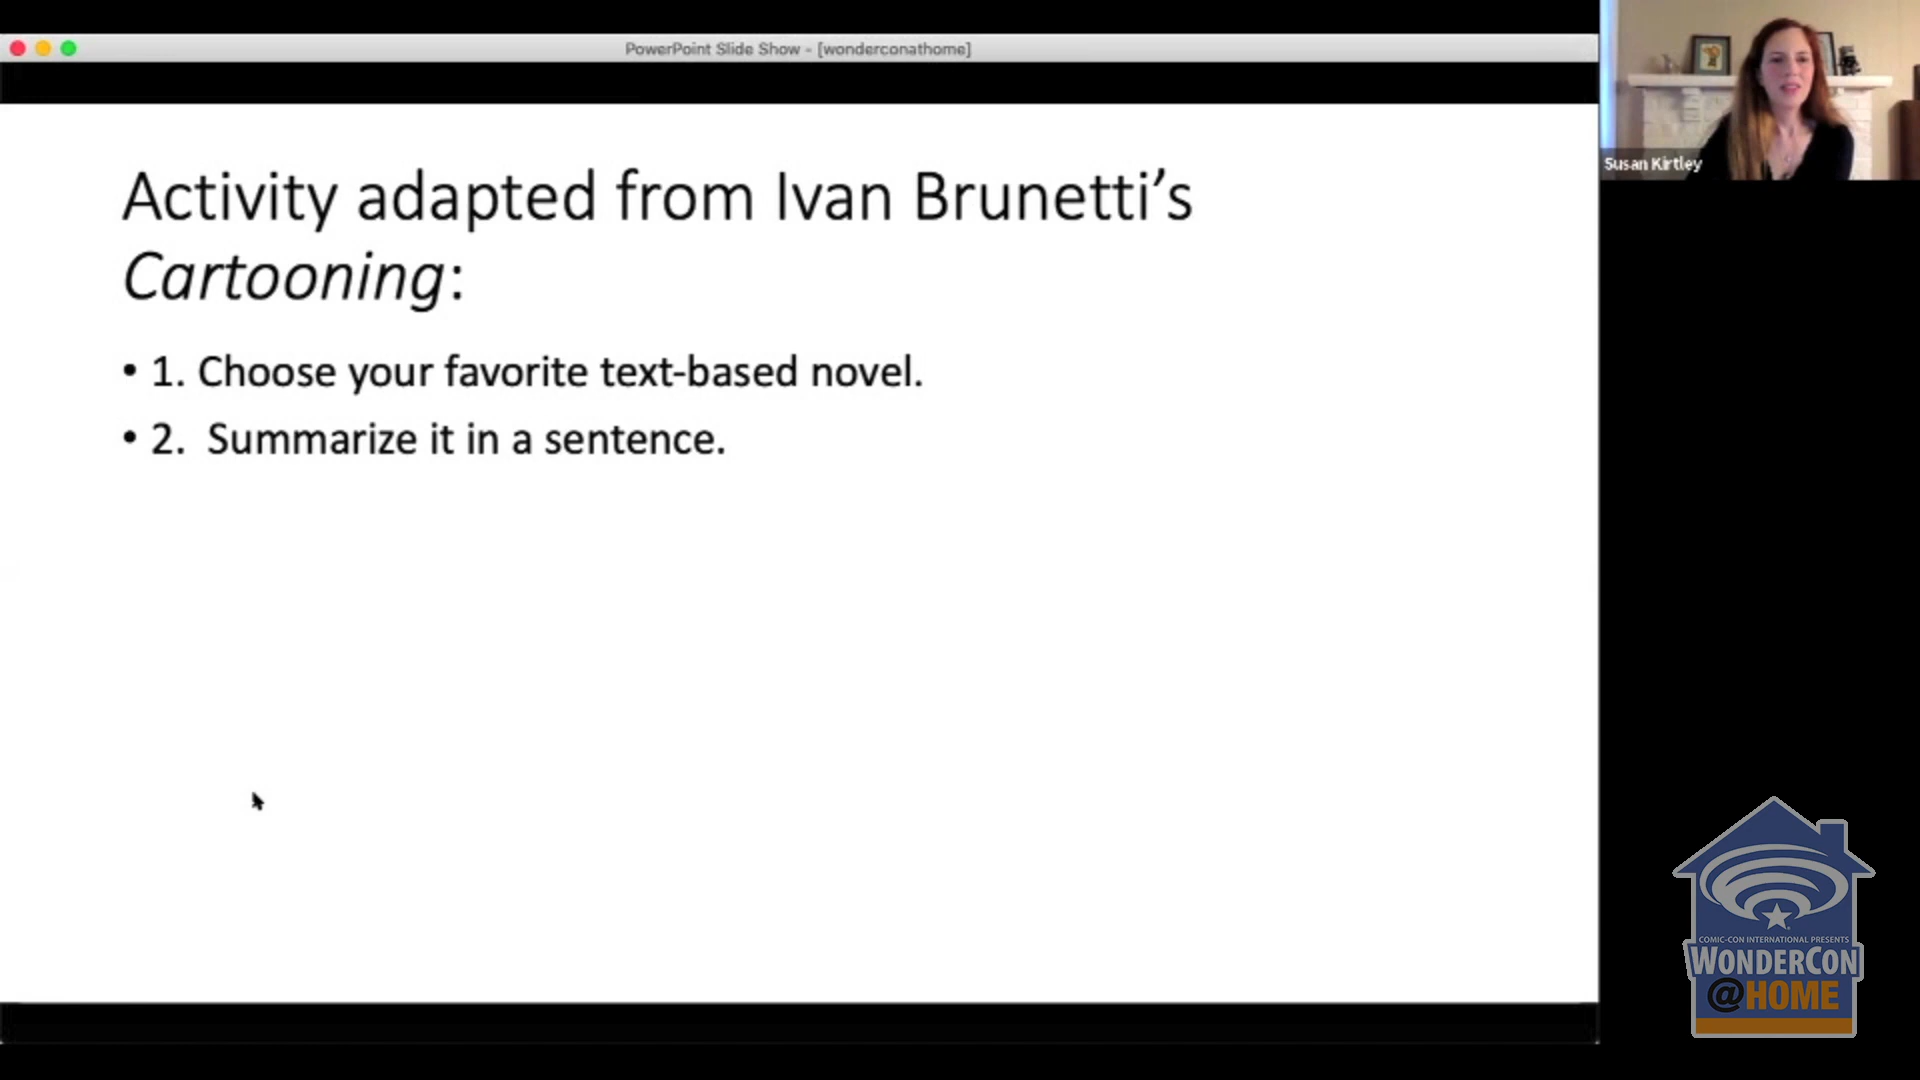 PowerPoint Slide Show - [wonderconathome]
Susan Kirtley
Activity adapted from Ivan Brunetti’s
Cartooning:
• 1. Choose your favorite text-based novel.
• 2.  Summarize it in a sentence.
COMIC-CON INTERNATIONAL PRESENTS
WONDERCON
@HOME